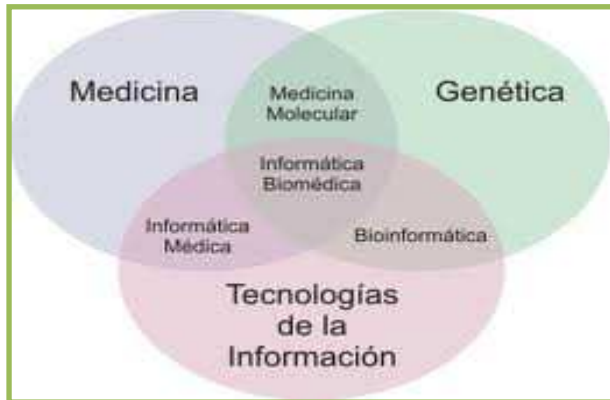 Medicina
Medicina
Molecular
Genética
Informática
Biomédica
Informática
Médica
Bioinformática
Tecnologías
de la
Información